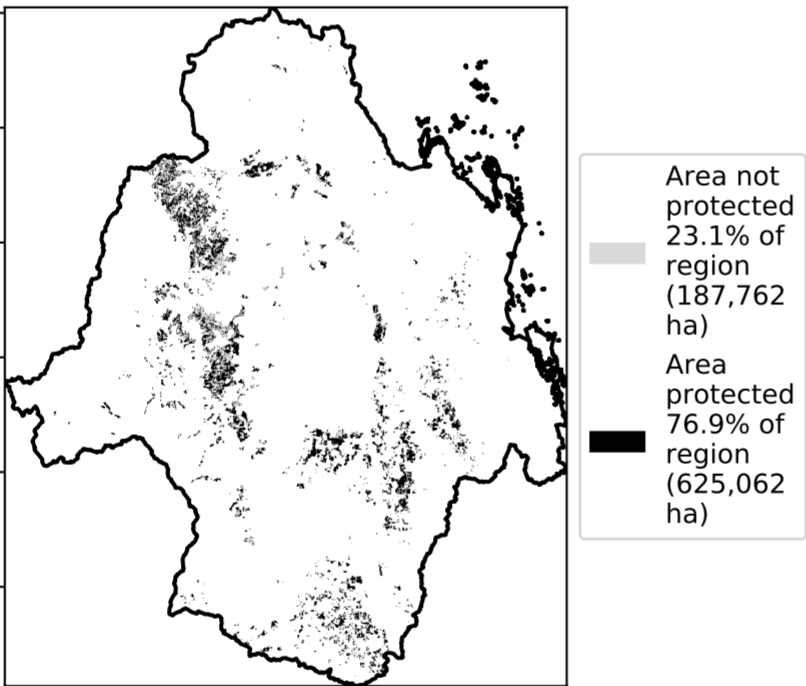 Area not
protected
23.1% of
region
(187,762
ha)
Area
protected
76.9% of
region
(625,062
ha)